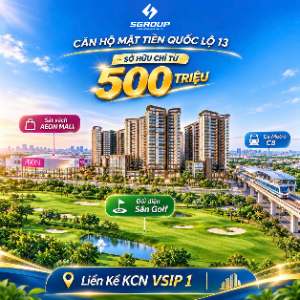 SGROUP
CĂN HỘ MẶT TIỀN QUỐC LỘ 13
SỞ HỮU CHỈ TỪ
500 TRIỆU
Sát vách
AEON MALL
Ga Metro
C8
AEON
Đối diện
Sân Golf
Liền Kề KCN VSIP 1